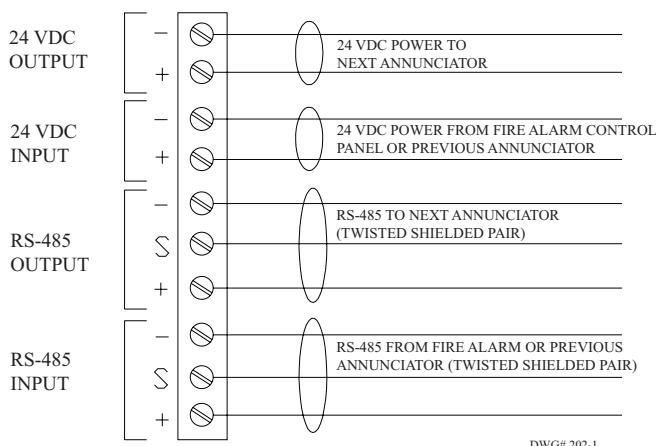 24 VDC
OUTPUT
−
+
24 VDC POWER TO
NEXT ANNUNCIATOR
24 VDC
INPUT
−
+
24 VDC POWER FROM FIRE ALARM CONTROL
PANEL OR PREVIOUS ANNUNCIATOR
RS-485
OUTPUT
−
S
+
RS-485 TO NEXT ANNUNCIATOR
(TWISTED SHIELDED PAIR)
RS-485
INPUT
−
S
+
RS-485 FROM FIRE ALARM OR PREVIOUS
ANNUNCIATOR (TWISTED SHIELDED PAIR)
DWG# 202-1